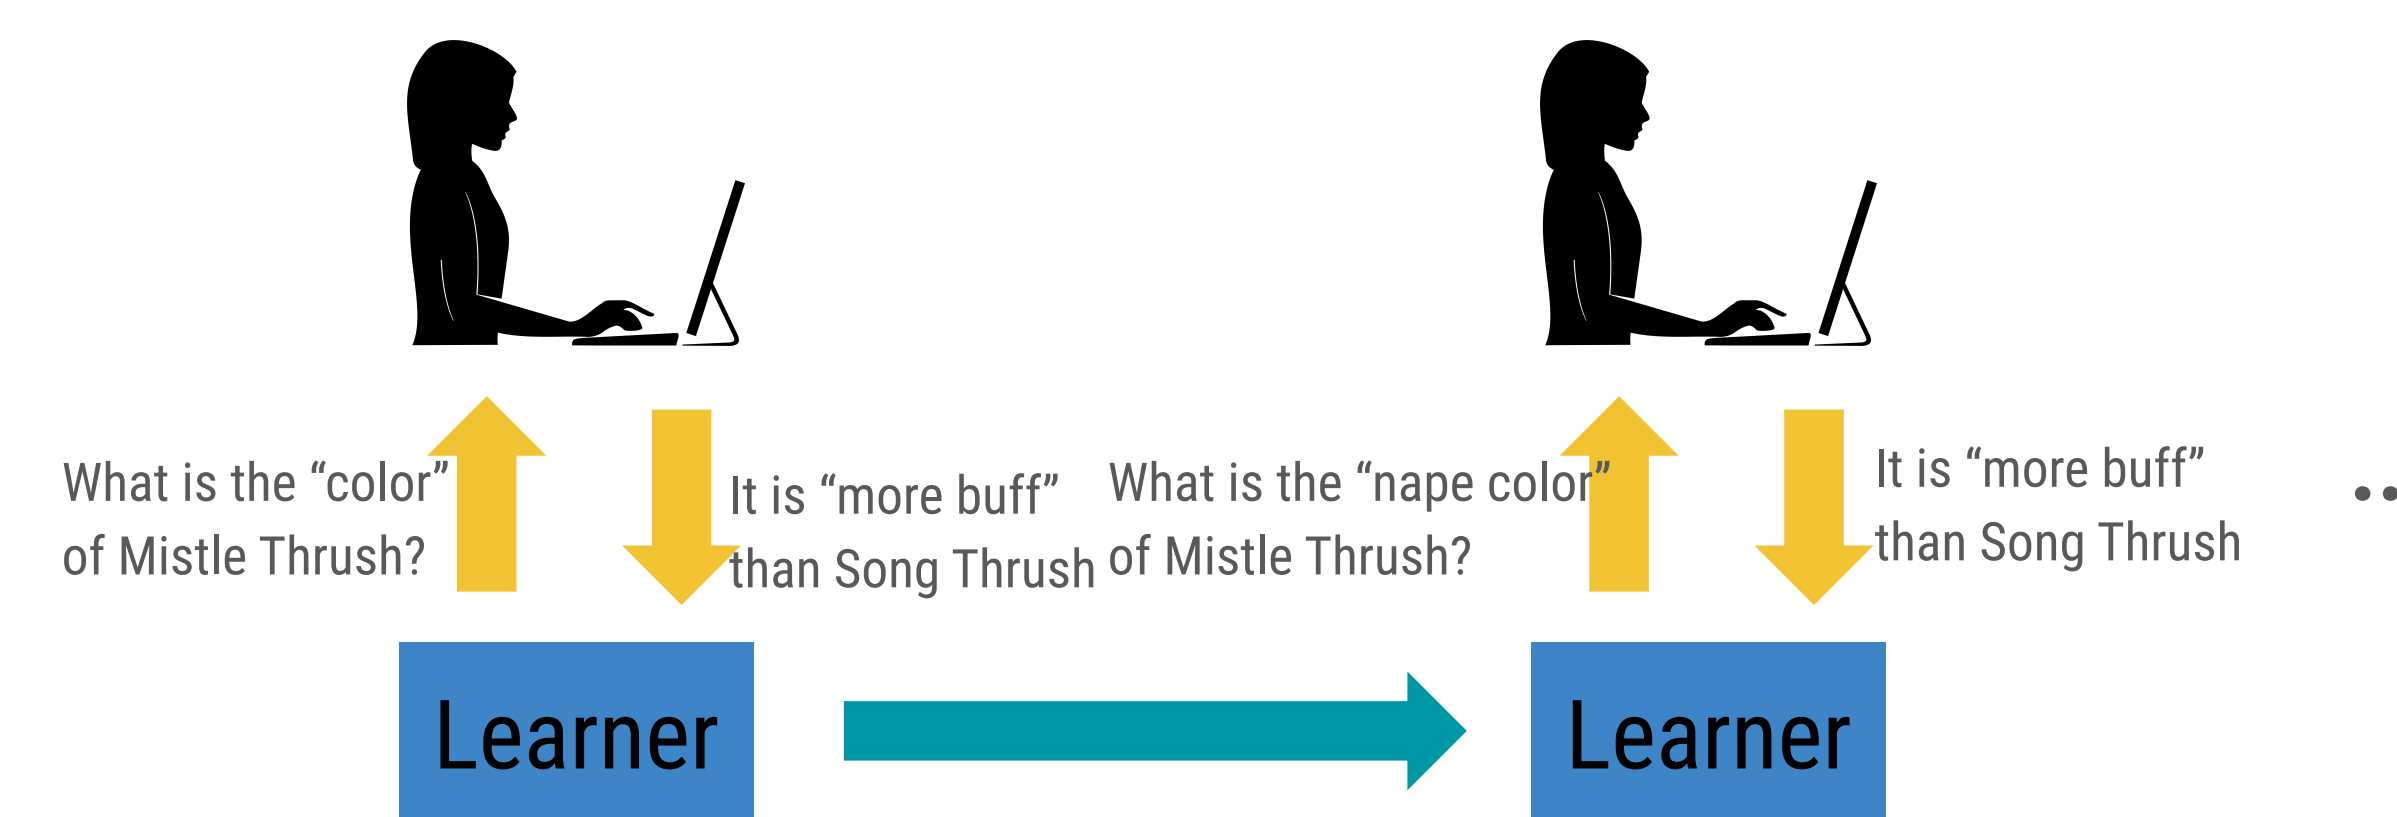 What is the “color”
of Mistle Thrush?
It is “more buff”
than Song Thrush
What is the “nape color”
of Mistle Thrush?
It is “more buff”
than Song Thrush
..
Learner
Learner